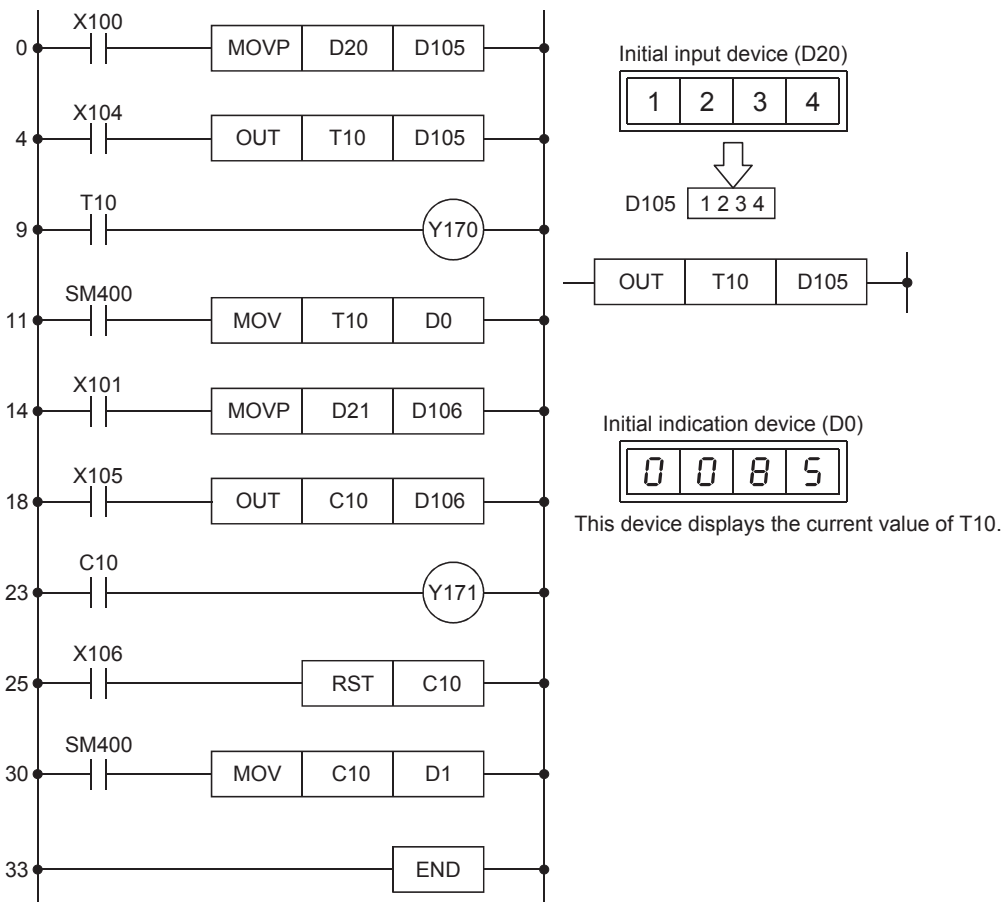 X100
0 MOVP D20 D105
X104
4 OUT T10 D105
T10
9 Y170
SM400
11 MOV T10 D0
X101
14 MOVP D21 D106
X105
18 OUT C10 D106
C10
23 Y171
X106
25 RST C10
SM400
30 MOV C10 D1
33 END
Initial input device (D20)
1 2 3 4
D105 1 2 3 4
OUT T10 D105
Initial indication device (D0)
0 0 8 5
This device displays the current value of T10.